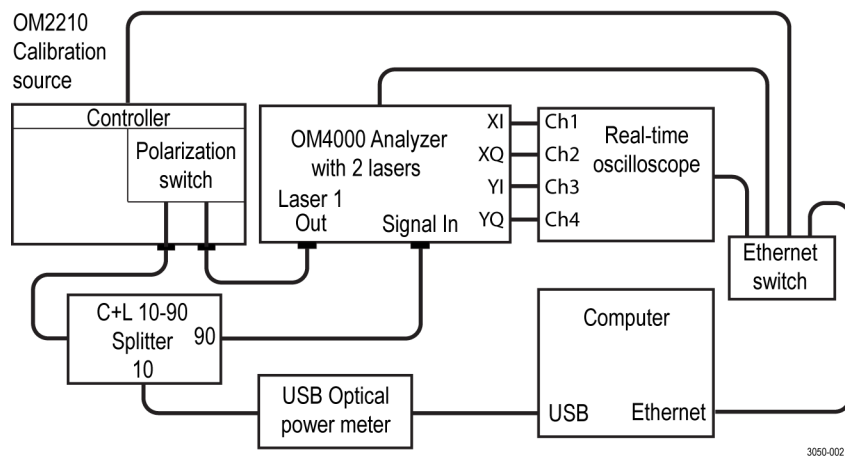 OM2210
Calibration
source
Controller
Polarization
switch
OM4000 Analyzer
with 2 lasers
Laser 1
Out
Signal In
XI
XQ
YI
YQ
Ch1
Ch2
Ch3
Ch4
Real-time
oscilloscope
Ethernet
switch
C+L 10-90
Splitter
90
10
USB Optical
power meter
Computer
USB
Ethernet
3050-002